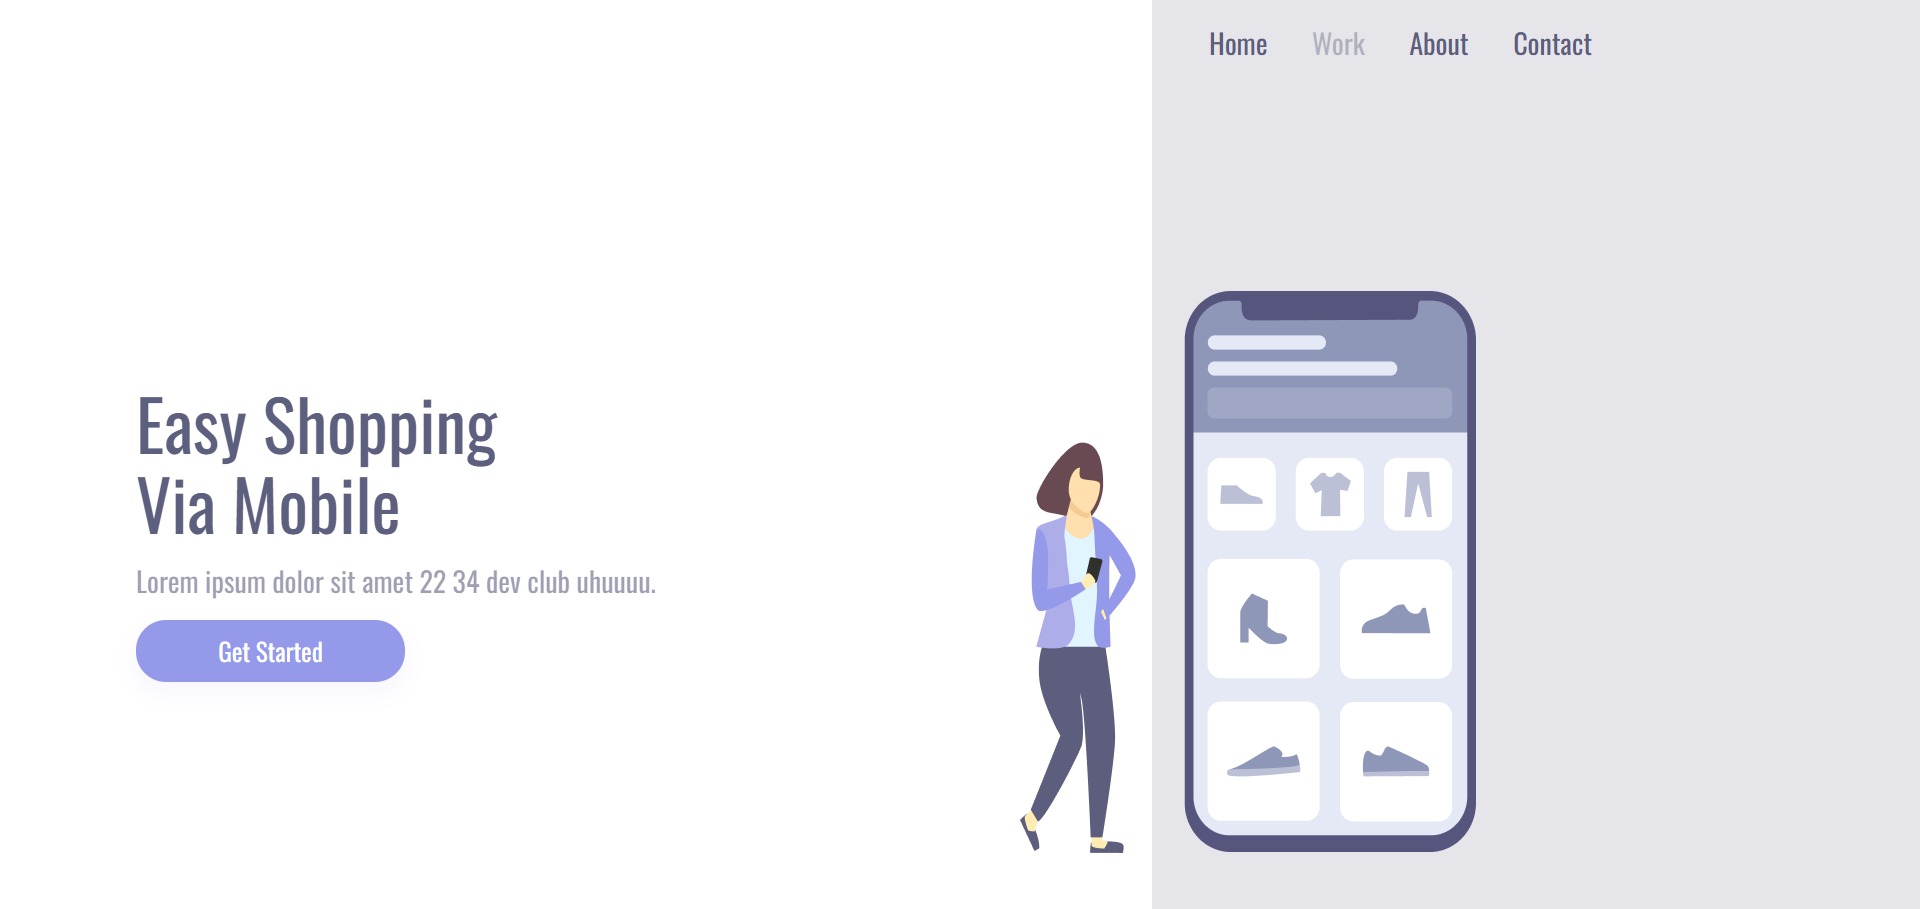 Home Work About Contact
Easy Shopping
Via Mobile
Lorem ipsum dolor sit amet 22 34 dev club uhuuuu.
Get Started